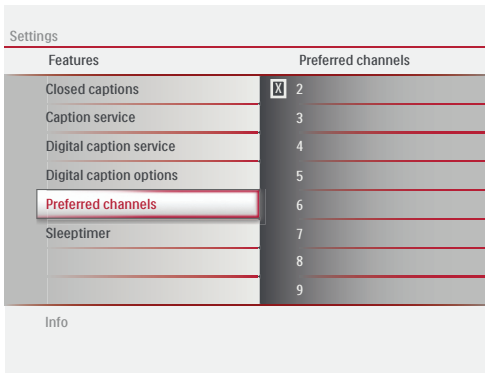 Settings
Features Preferred channels
Closed captions X 2
Caption service 3
Digital caption service 4
Digital caption options 5
Preferred channels 6
Sleeptimer 7
8
9
Info